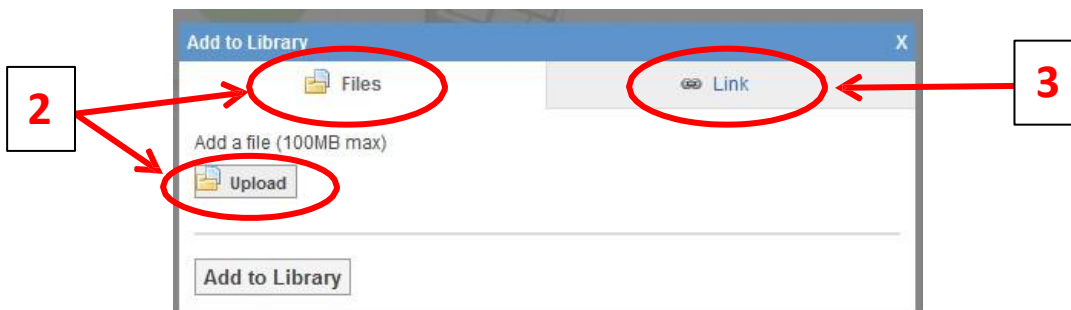 Add to Library X
Files Link
2 3
Add a file (100MB max)
Upload
Add to Library